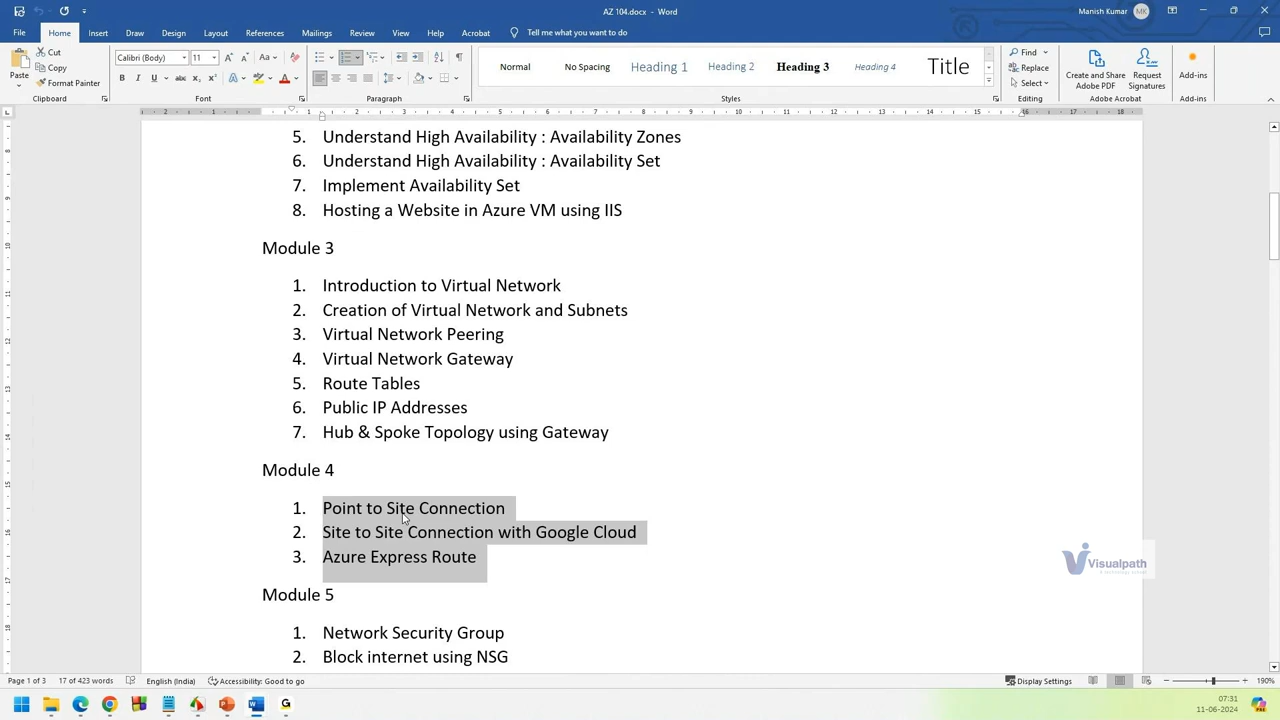 AZ 104.docx - Word
Manish Kumar MK
File Home Insert Draw Design Layout References Mailings Review View Help Acrobat Tell me what you want to do
Paste
Cut
Copy
Format Painter
Clipboard
Calibri (Body) 11
Font
Paragraph
Normal No Spacing Heading 1 Heading 2 Heading 3 Heading 4 Title
Styles
Find
Replace
Select
Editing
Create and Share Adobe PDF
Request Signatures
Adobe Acrobat
Add-ins
Add-ins
5. Understand High Availability : Availability Zones
6. Understand High Availability : Availability Set
7. Implement Availability Set
8. Hosting a Website in Azure VM using IIS
Module 3
1. Introduction to Virtual Network
2. Creation of Virtual Network and Subnets
3. Virtual Network Peering
4. Virtual Network Gateway
5. Route Tables
6. Public IP Addresses
7. Hub & Spoke Topology using Gateway
Module 4
1. Point to Site Connection
2. Site to Site Connection with Google Cloud
3. Azure Express Route
Visualpath
Module 5
1. Network Security Group
2. Block internet using NSG
Page 1 of 3 17 of 423 words English (India) Accessibility: Good to go Display Settings 190%
07:31
11-06-2024